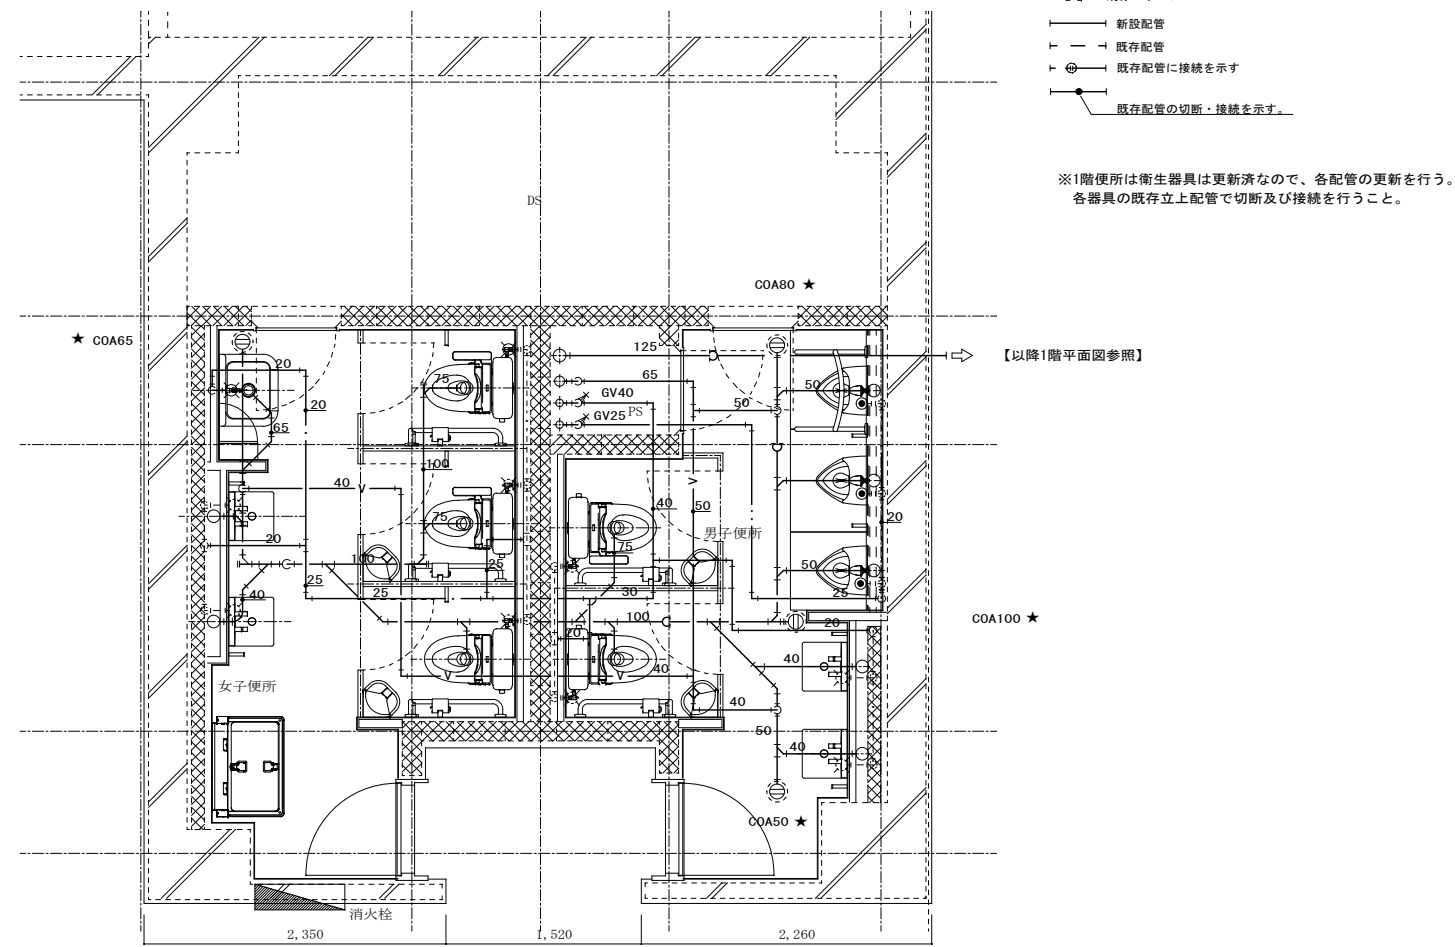 新設配管
既存配管
既存配管に接続を示す
既存配管の切断・接続を示す。
※1階便所は衛生器具は更新済なので、各配管の更新を行う。
各器具の既存立上配管で切断及び接続を行うこと。
DS
COA80 ★
★ COA65
【以降1階平面図参照】
125
65
GV40
PS
GV25
20
20
65
75
100
50
50
40 V
75
40
V
50
男子便所
20
20
100
25
25
25
75
30
50
25
40
100
20
20
COA100 ★
女子便所
V
V
40
40
40
50
40
COA50 ★
消火栓
2,350
1,520
2,260